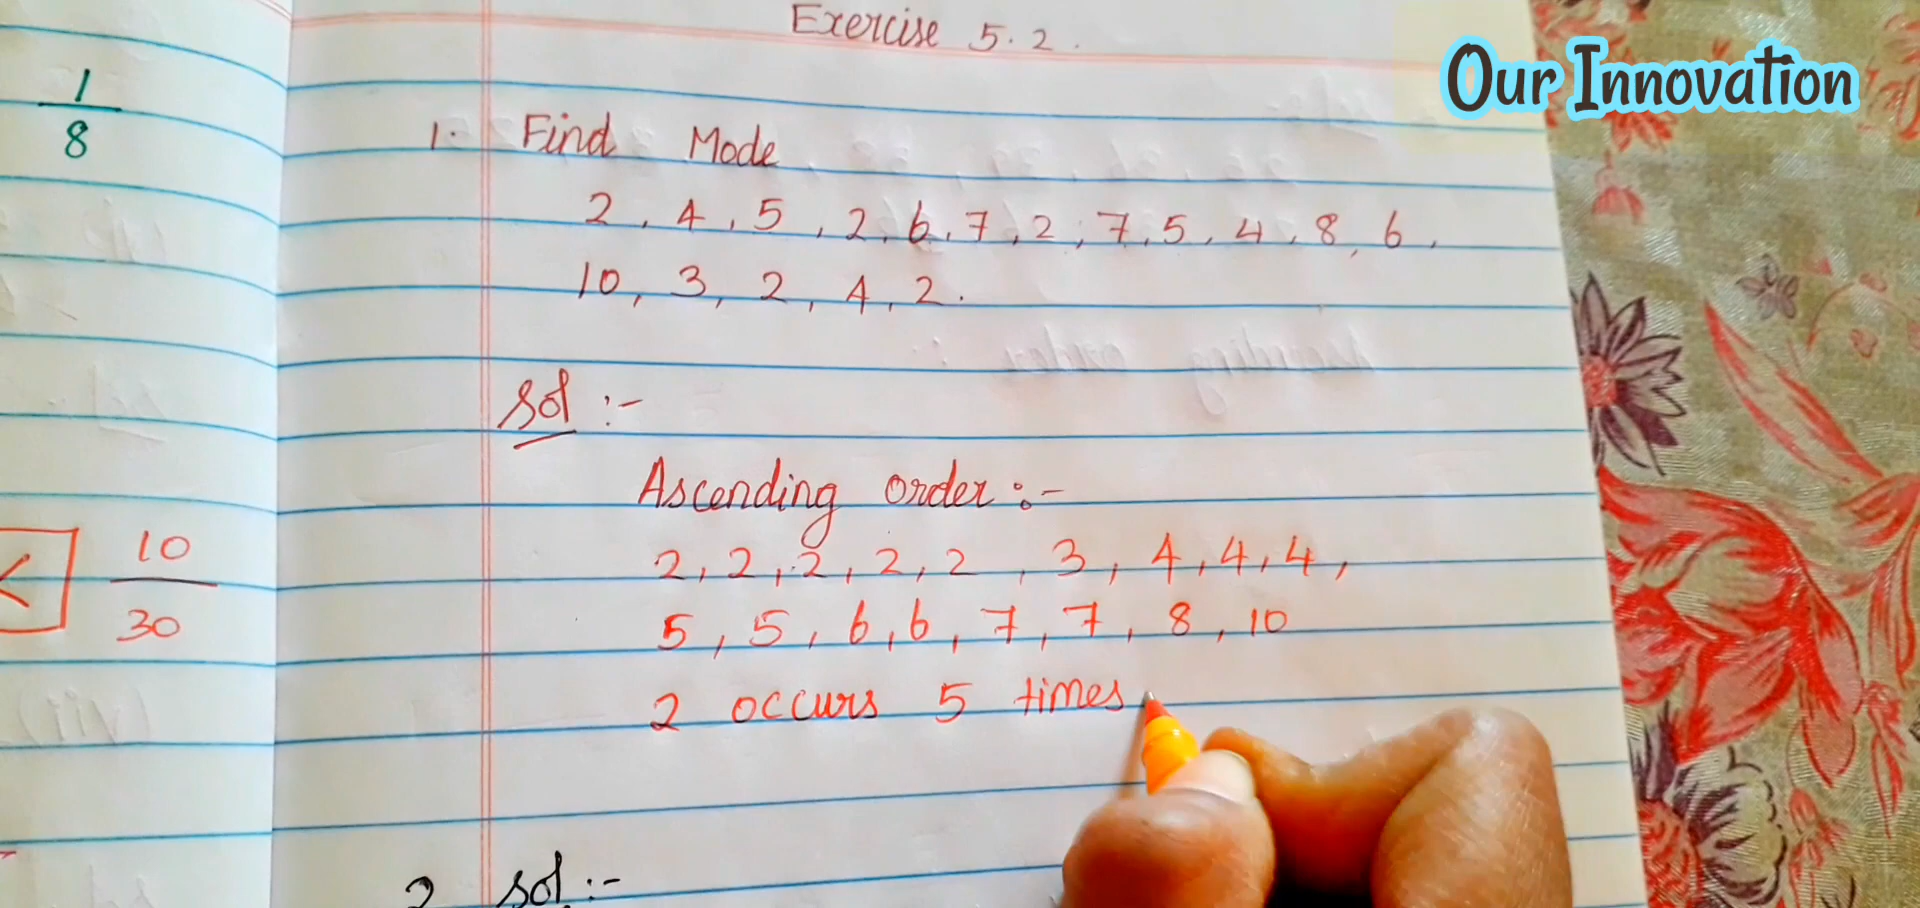 Exercise 5.2.
Our Innovation
1
8
1. Find Mode
2, 4, 5, 2, 6, 7, 2, 7, 5, 4, 8, 6,
10, 3, 2, 4, 2.
Sol :-
Ascending order :-
2, 2, 2, 2, 2, 3, 4, 4, 4,
<
10
30
5, 5, 6, 6, 7, 7, 8, 10
2 occurs 5 times
2 Sol :-